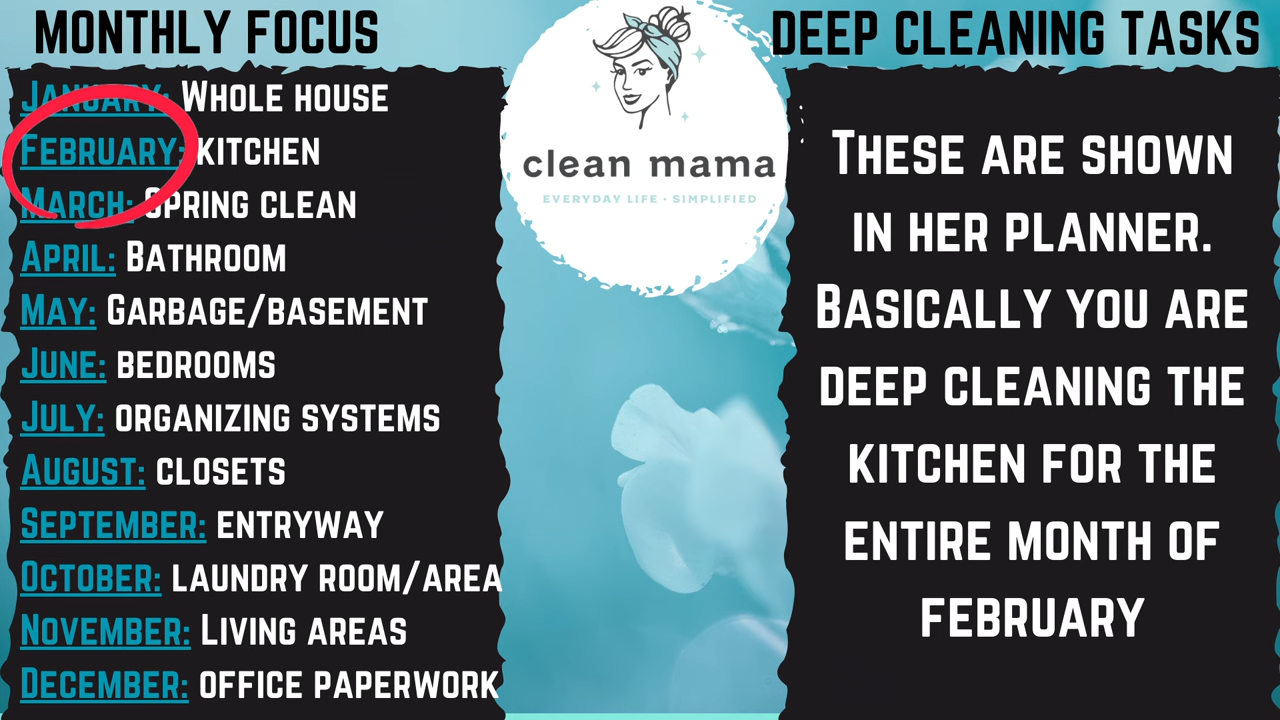 MONTHLY FOCUS
JANUARY: WHOLE HOUSE
FEBRUARY: KITCHEN
MARCH: SPRING CLEAN
APRIL: BATHROOM
MAY: GARBAGE/BASEMENT
JUNE: BEDROOMS
JULY: ORGANIZING SYSTEMS
AUGUST: CLOSETS
SEPTEMBER: ENTRYWAY
OCTOBER: LAUNDRY ROOM/AREA
NOVEMBER: LIVING AREAS
DECEMBER: OFFICE PAPERWORK
clean mama
EVERYDAY LIFE · SIMPLIFIED
DEEP CLEANING TASKS
THESE ARE SHOWN
IN HER PLANNER.
BASICALLY YOU ARE
DEEP CLEANING THE
KITCHEN FOR THE
ENTIRE MONTH OF
FEBRUARY